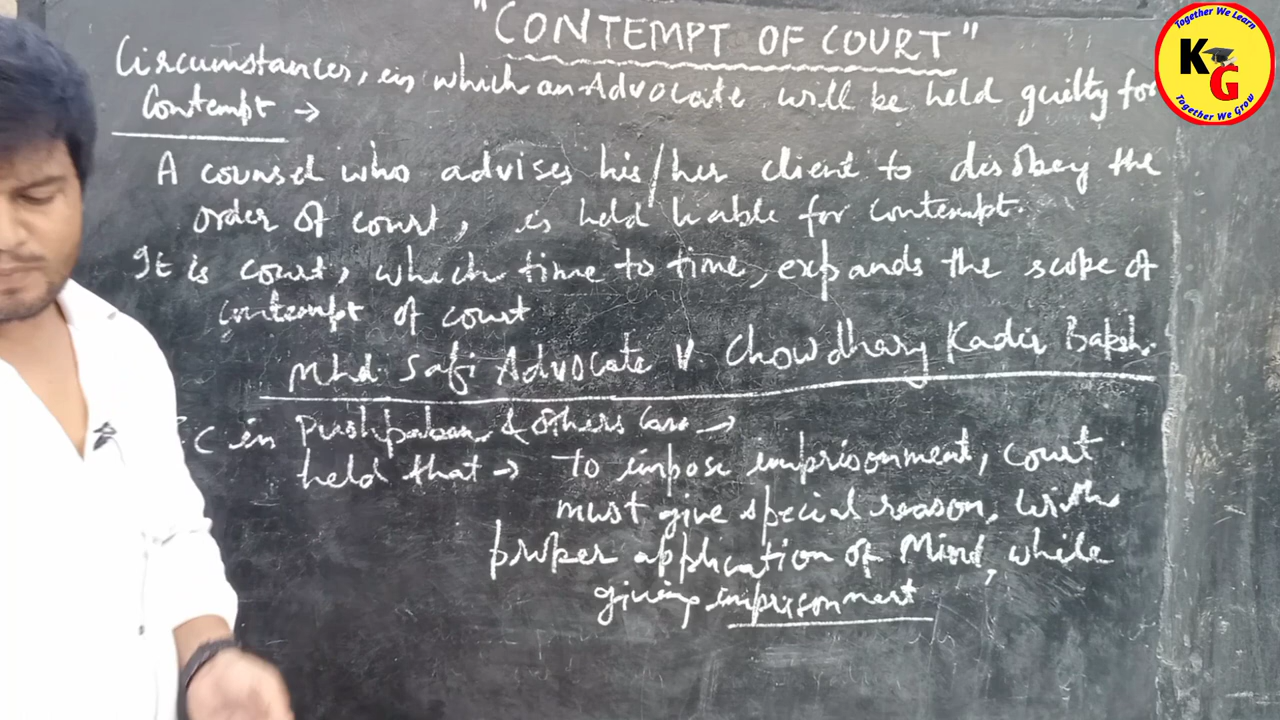 "CONTEMPT OF COURT"
Circumstances, in which an Advocate will be held guilty for
Contempt →
A counsel who advises his/her client to disobey the
order of court, is held liable for contempt.
It is court, which time to time, expands the scope of
contempt of court
Mhd. Safi Advocate V. Chowdhary Kadir Baksh.
C in Pushpaban & Others Case →
held that → To impose imprisonment, court
must give special reason, with
proper application of Mind, while
giving imprisonment
Together We Learn
KG
Together We Grow